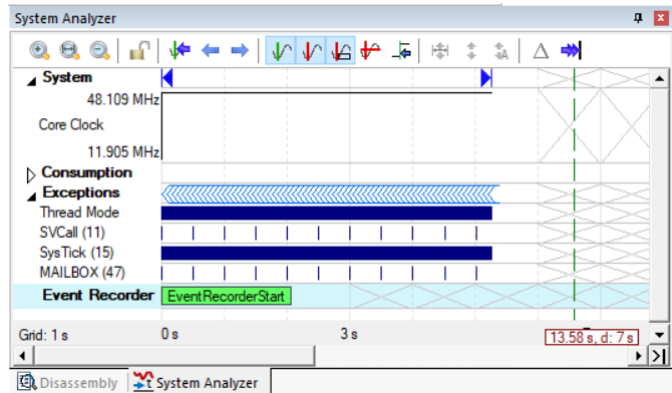 System Analyzer
System
48.109 MHz
Core Clock
11.905 MHz
Consumption
Exceptions
Thread Mode
SVCall (11)
SysTick (15)
MAILBOX (47)
Event Recorder EventRecorderStart
Grid: 1 s 0 s 3 s 13.58 s, d: 7 s
Disassembly System Analyzer